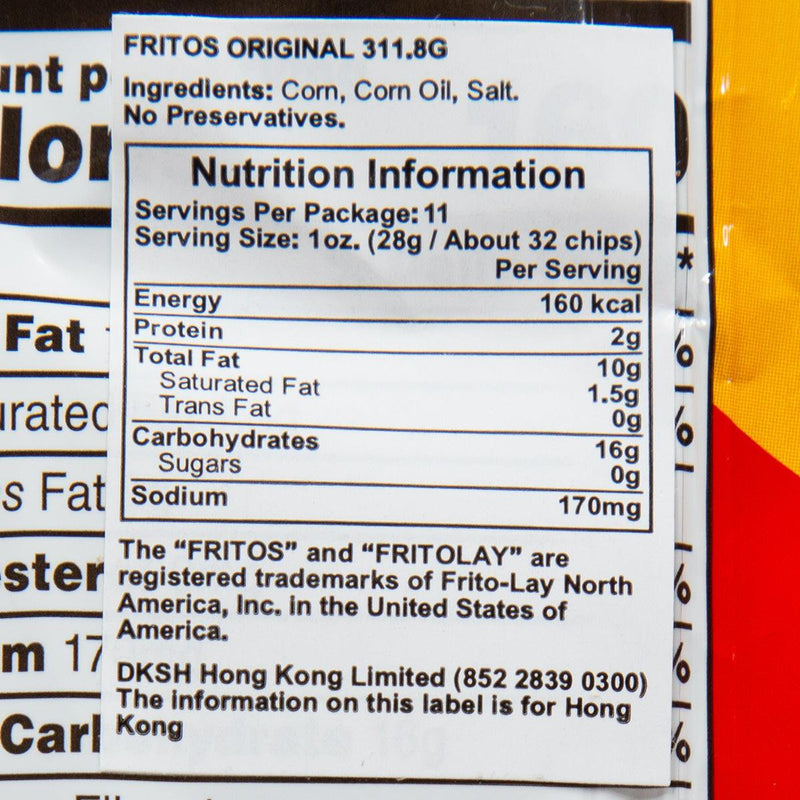 FRITOS ORIGINAL 311.8G
Ingredients: Corn, Corn Oil, Salt.
No Preservatives.
Nutrition Information
Servings Per Package: 11
Serving Size: 1oz. (28g / About 32 chips)
Per Serving
Energy 160 kcal
Protein 2g
Total Fat 10g
Saturated Fat 1.5g
Trans Fat 0g
Carbohydrates 16g
Sugars 0g
Sodium 170mg
The “FRITOS” and “FRITOLAY” are
registered trademarks of Frito-Lay North
America, Inc. in the United States of
America.
DKSH Hong Kong Limited (852 2839 0300)
The information on this label is for Hong
Kong
unt p
lor
*
Fat
urated
s Fat
ster
m 17
Carb
%